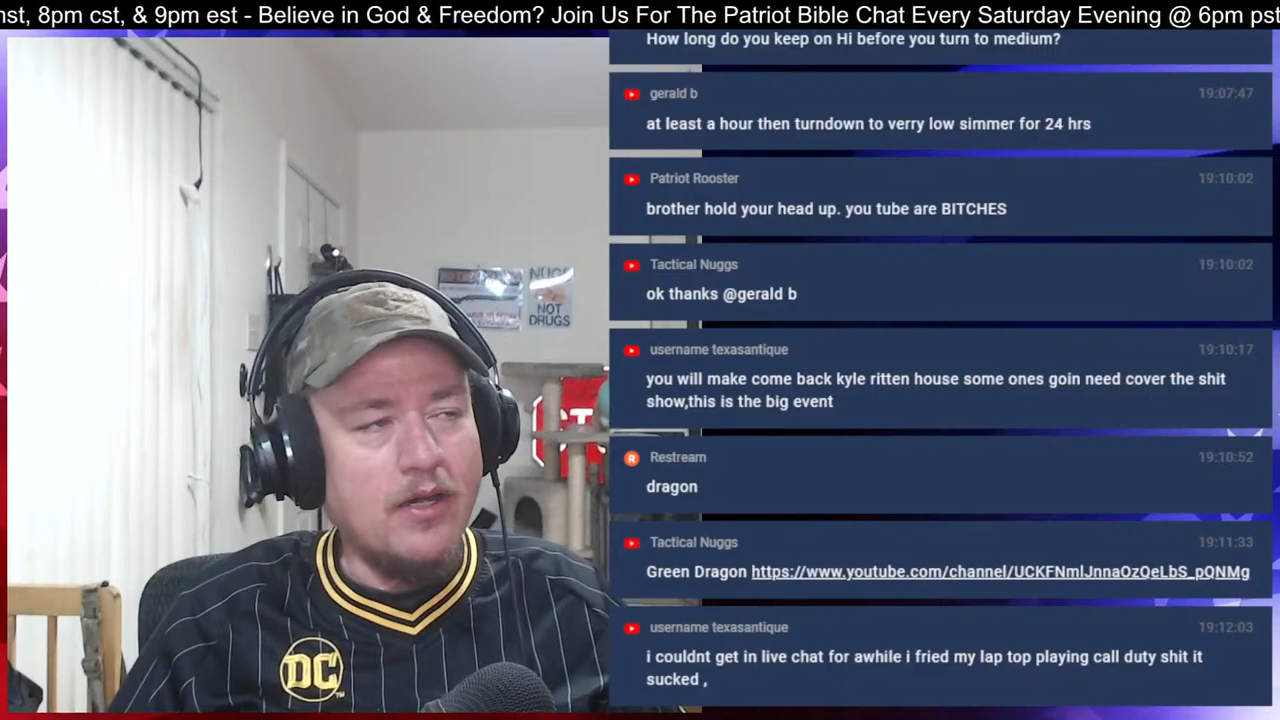 nst, 8pm cst, & 9pm est - Believe in God & Freedom? Join Us For The Patriot Bible Chat Every Saturday Evening @ 6pm pst
How long do you keep on Hi before you turn to medium?
gerald b 19:07:47
at least a hour then turndown to verry low simmer for 24 hrs
Patriot Rooster 19:10:02
brother hold your head up. you tube are BITCHES
Tactical Nuggs 19:10:02
ok thanks @gerald b
username texasantique 19:10:17
you will make come back kyle ritten house some ones goin need cover the shit
show,this is the big event
R Restream 19:10:52
dragon
Tactical Nuggs 19:11:33
Green Dragon https://www.youtube.com/channel/UCKFNmlJnnaOzQeLbS_pQNMg
username texasantique 19:12:03
i couldnt get in live chat for awhile i fried my lap top playing call duty shit it
sucked ,
NUGS
NOT
DRUGS
DC
TM